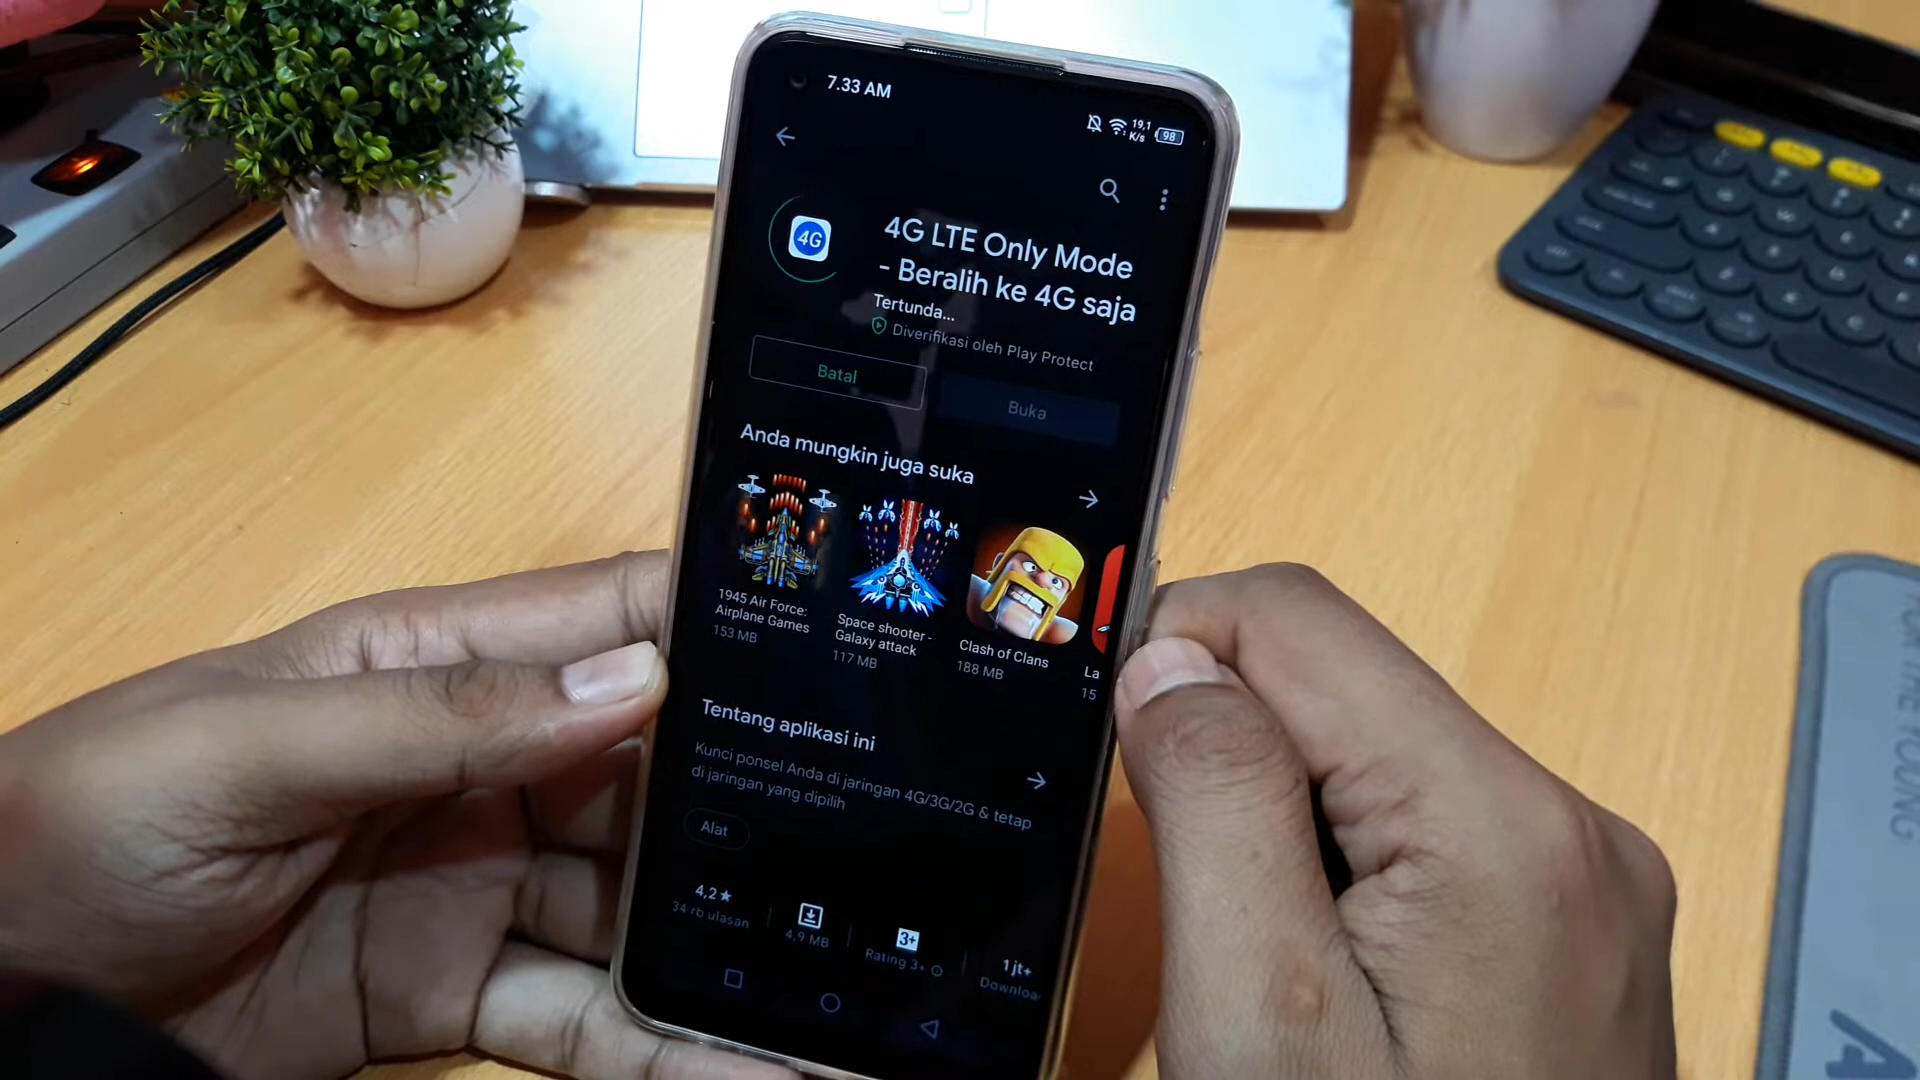 7.33 AM
19,1
K/s
98
4G
4G LTE Only Mode
- Beralih ke 4G saja
Tertunda...
Diverifikasi oleh Play Protect
Batal
Buka
Anda mungkin juga suka
1945 Air Force:
Airplane Games
153 MB
Space shooter -
Galaxy attack
117 MB
Clash of Clans
188 MB
La
15
Tentang aplikasi ini
Kunci ponsel Anda di jaringan 4G/3G/2G & tetap
di jaringan yang dipilih
Alat
4,2★
34 rb ulasan
4,9 MB
3+
Rating 3+
1 jt+
Downloa
FOR THE YOUNG